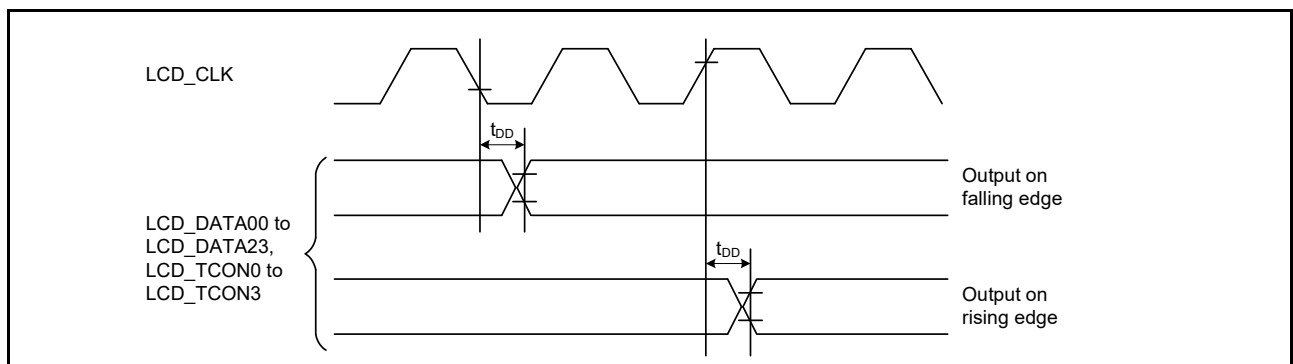 LCD_CLK
tDD
Output on
falling edge
LCD_DATA00 to
LCD_DATA23,
LCD_TCON0 to
LCD_TCON3
tDD
Output on
rising edge